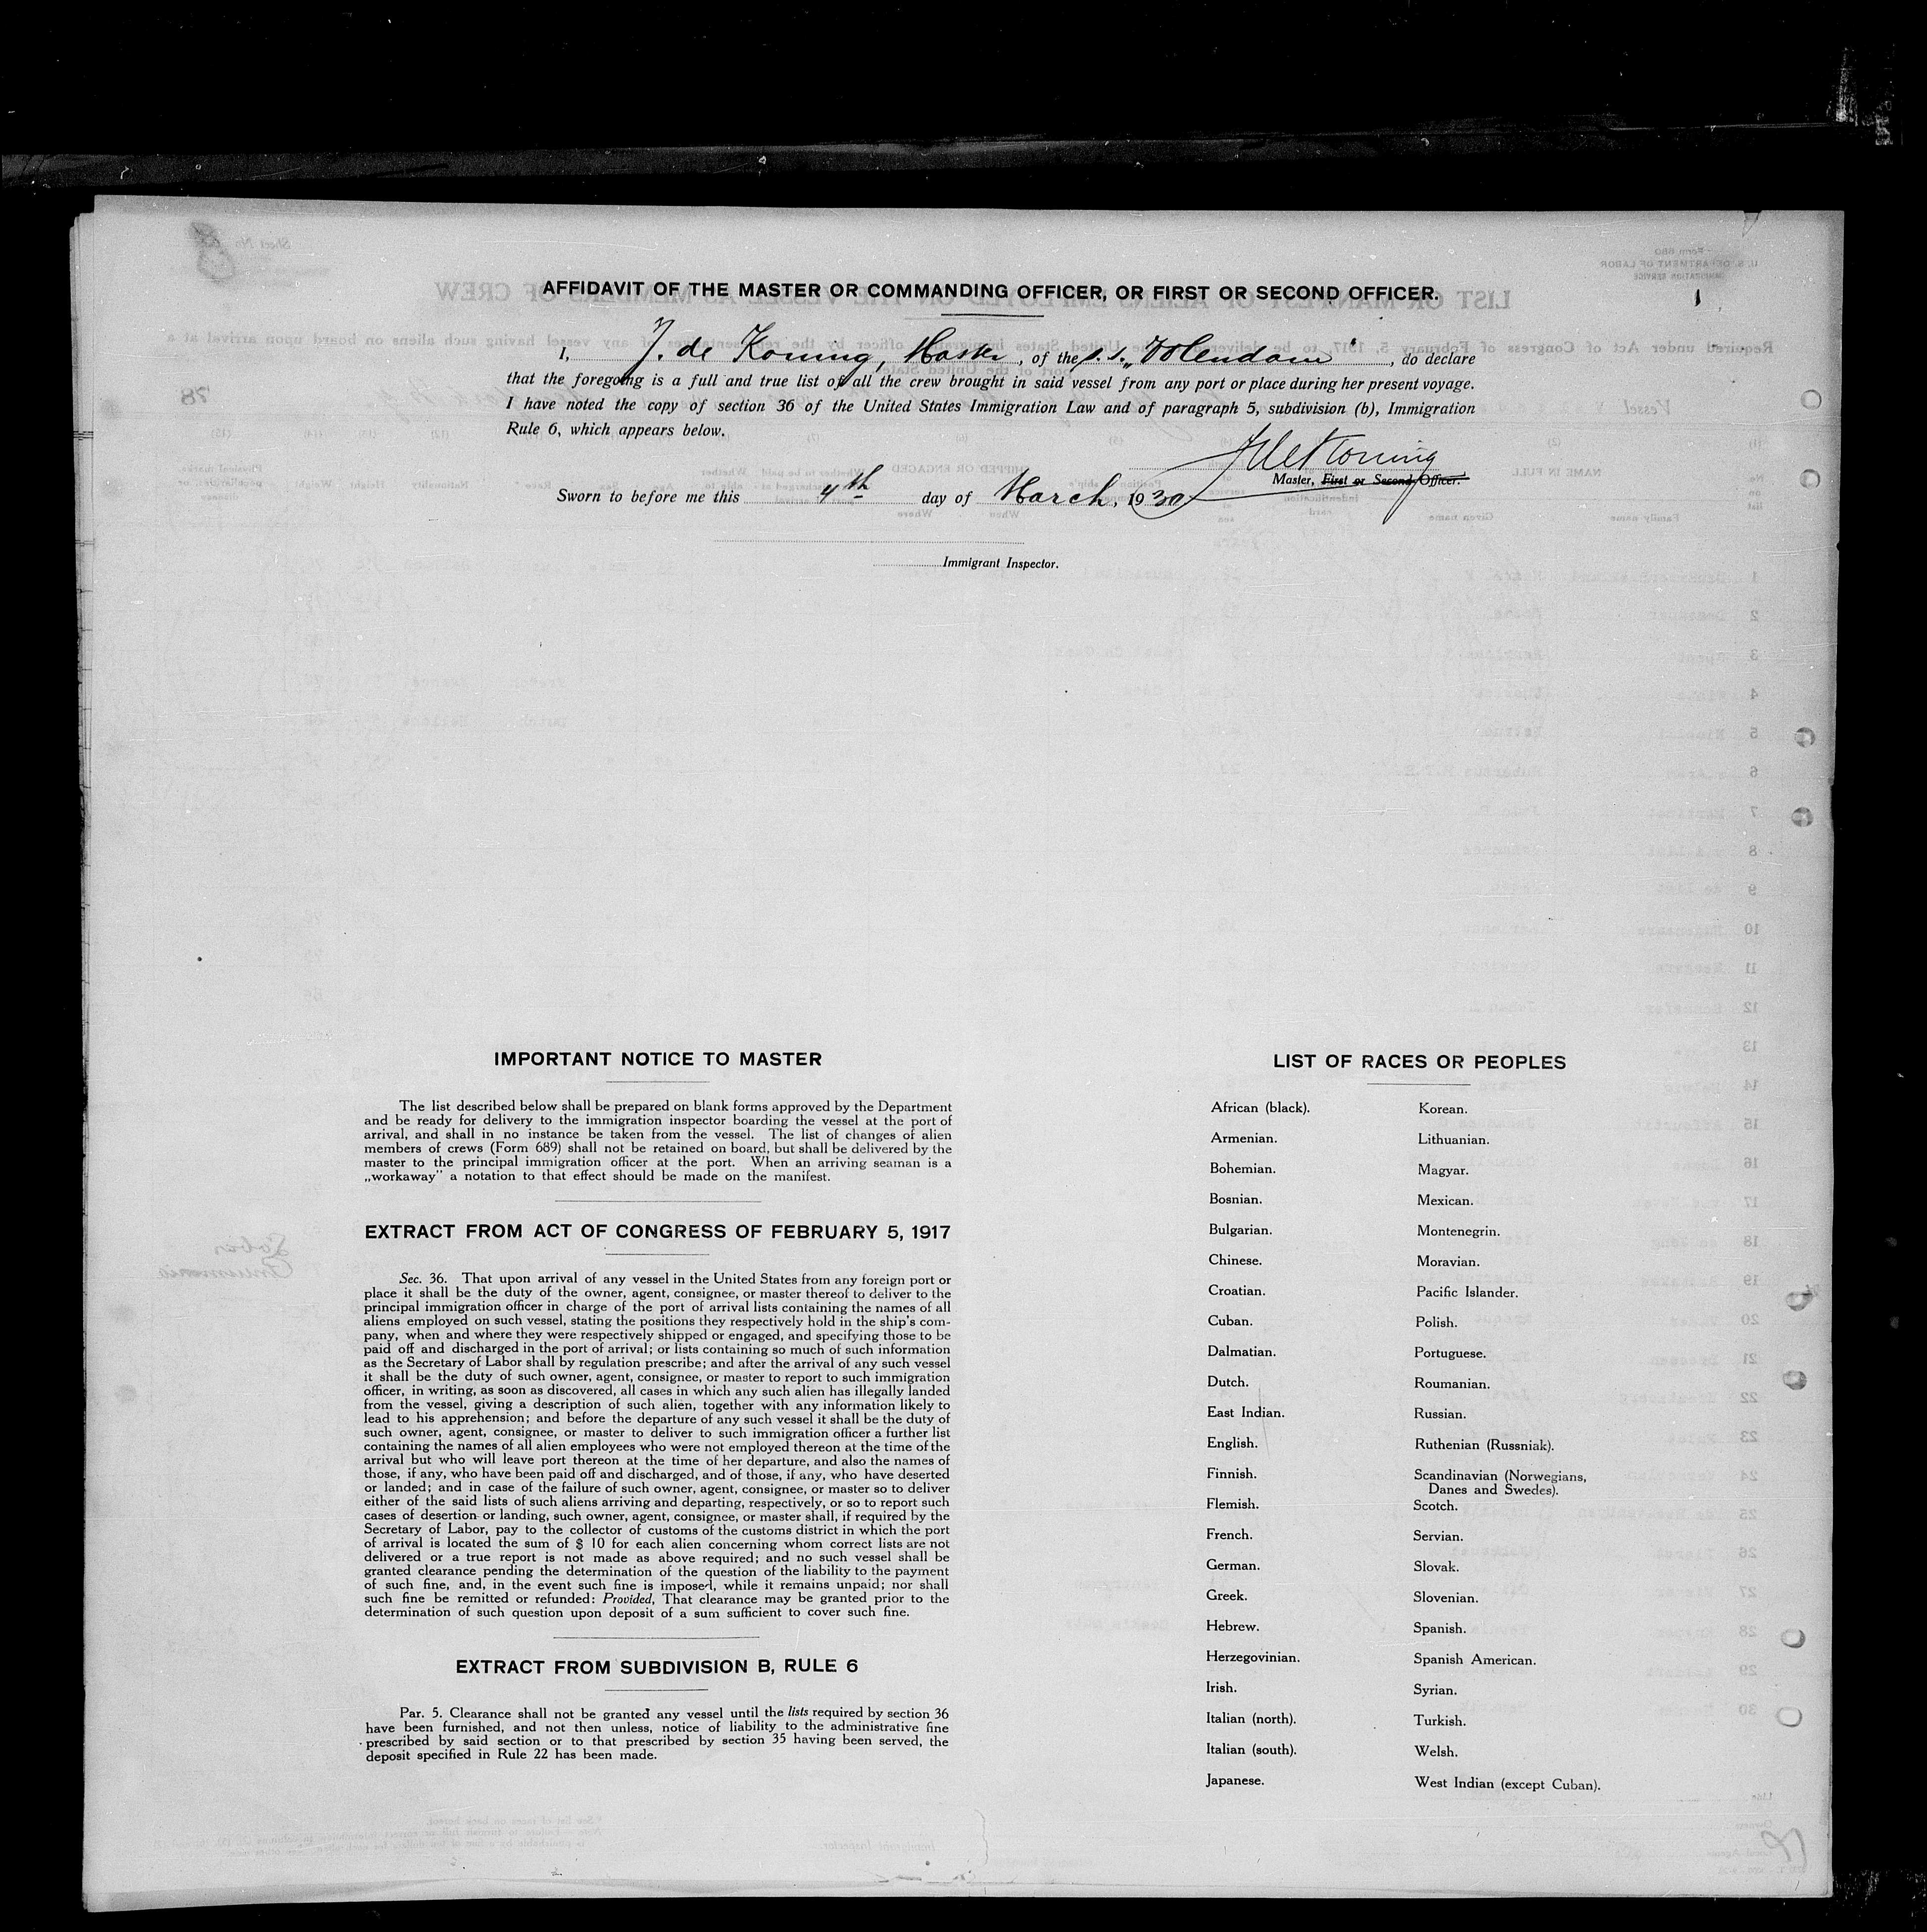 AFFIDAVIT OF THE MASTER OR COMMANDING OFFICER, OR FIRST OR SECOND OFFICER.
I, J. de Koning, Master, of the s.s. „Volendam", do declare
that the foregoing is a full and true list of all the crew brought in said vessel from any port or place during her present voyage.
I have noted the copy of section 36 of the United States Immigration Law and of paragraph 5, subdivision (b), Immigration
Rule 6, which appears below.
JdeKoning
Master, First or Second Officer.
Sworn to before me this 4th day of March, 1930
Immigrant Inspector.
IMPORTANT NOTICE TO MASTER
The list described below shall be prepared on blank forms approved by the Department
and be ready for delivery to the immigration inspector boarding the vessel at the port of
arrival, and shall in no instance be taken from the vessel. The list of changes of alien
members of crews (Form 689) shall not be retained on board, but shall be delivered by the
master to the principal immigration officer at the port. When an arriving seaman is a
„workaway" a notation to that effect should be made on the manifest.
EXTRACT FROM ACT OF CONGRESS OF FEBRUARY 5, 1917
Sec. 36. That upon arrival of any vessel in the United States from any foreign port or
place it shall be the duty of the owner, agent, consignee, or master thereof to deliver to the
principal immigration officer in charge of the port of arrival lists containing the names of all
aliens employed on such vessel, stating the positions they respectively hold in the ship's com-
pany, when and where they were respectively shipped or engaged, and specifying those to be
paid off and discharged in the port of arrival; or lists containing so much of such information
as the Secretary of Labor shall by regulation prescribe; and after the arrival of any such vessel
it shall be the duty of such owner, agent, consignee, or master to report to such immigration
officer, in writing, as soon as discovered, all cases in which any such alien has illegally landed
from the vessel, giving a description of such alien, together with any information likely to
lead to his apprehension; and before the departure of any such vessel it shall be the duty of
such owner, agent, consignee, or master to deliver to such immigration officer a further list
containing the names of all alien employees who were not employed thereon at the time of the
arrival but who will leave port thereon at the time of her departure, and also the names of
those, if any, who have been paid off and discharged, and of those, if any, who have deserted
or landed; and in case of the failure of such owner, agent, consignee, or master so to deliver
either of the said lists of such aliens arriving and departing, respectively, or so to report such
cases of desertion or landing, such owner, agent, consignee, or master shall, if required by the
Secretary of Labor, pay to the collector of customs of the customs district in which the port
of arrival is located the sum of $ 10 for each alien concerning whom correct lists are not
delivered or a true report is not made as above required; and no such vessel shall be
granted clearance pending the determination of the question of the liability to the payment
of such fine, and, in the event such fine is imposed, while it remains unpaid; nor shall
such fine be remitted or refunded: Provided, That clearance may be granted prior to the
determination of such question upon deposit of a sum sufficient to cover such fine.
EXTRACT FROM SUBDIVISION B, RULE 6
Par. 5. Clearance shall not be granted any vessel until the lists required by section 36
have been furnished, and not then unless, notice of liability to the administrative fine
prescribed by said section or to that prescribed by section 35 having been served, the
deposit specified in Rule 22 has been made.
LIST OF RACES OR PEOPLES
African (black).
Armenian.
Bohemian.
Bosnian.
Bulgarian.
Chinese.
Croatian.
Cuban.
Dalmatian.
Dutch.
East Indian.
English.
Finnish.
Flemish.
French.
German.
Greek.
Hebrew.
Herzegovinian.
Irish.
Italian (north).
Italian (south).
Japanese.
Korean.
Lithuanian.
Magyar.
Mexican.
Montenegrin.
Moravian.
Pacific Islander.
Polish.
Portuguese.
Roumanian.
Russian.
Ruthenian (Russniak).
Scandinavian (Norwegians,
Danes and Swedes).
Scotch.
Servian.
Slovak.
Slovenian.
Spanish.
Spanish American.
Syrian.
Turkish.
Welsh.
West Indian (except Cuban).